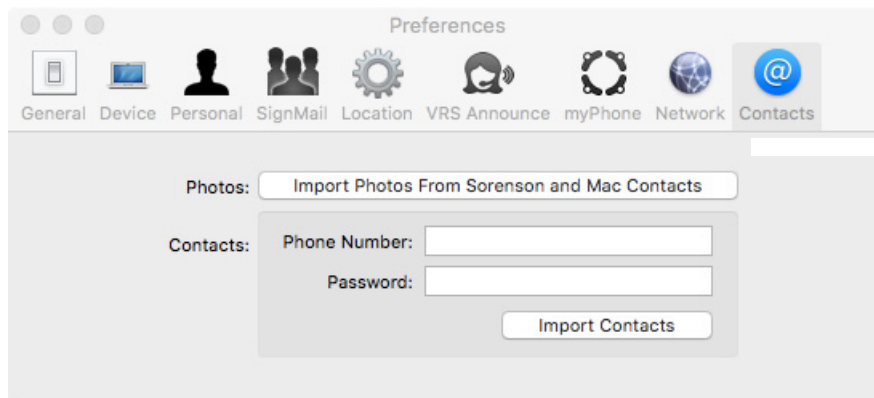 Preferences
General Device Personal SignMail Location VRS Announce myPhone Network Contacts
@
Photos: Import Photos From Sorenson and Mac Contacts
Contacts: Phone Number:
Password:
Import Contacts